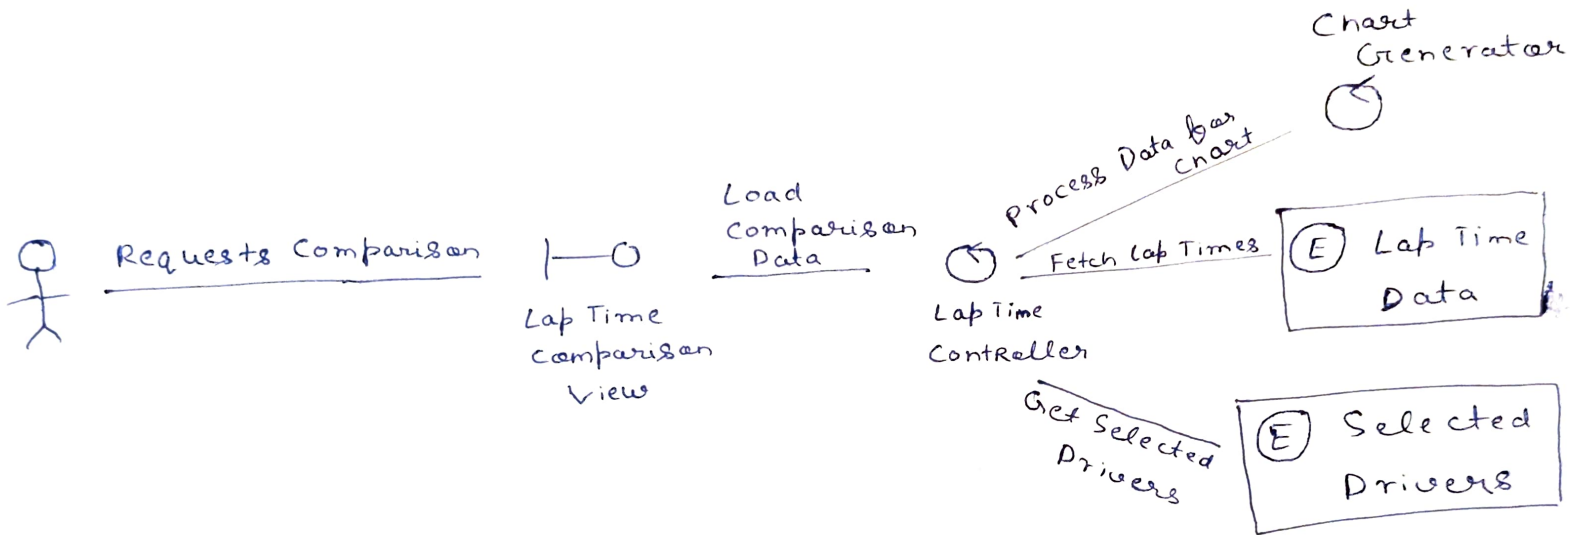 Chart
Generator
Process Data for
chart
Load
Comparison
Data
Requests Comparison
Fetch Lap Times
E Lap Time
Data
Lap Time
Comparison
View
Lap Time
Controller
Get Selected
Drivers
E Selected
Drivers